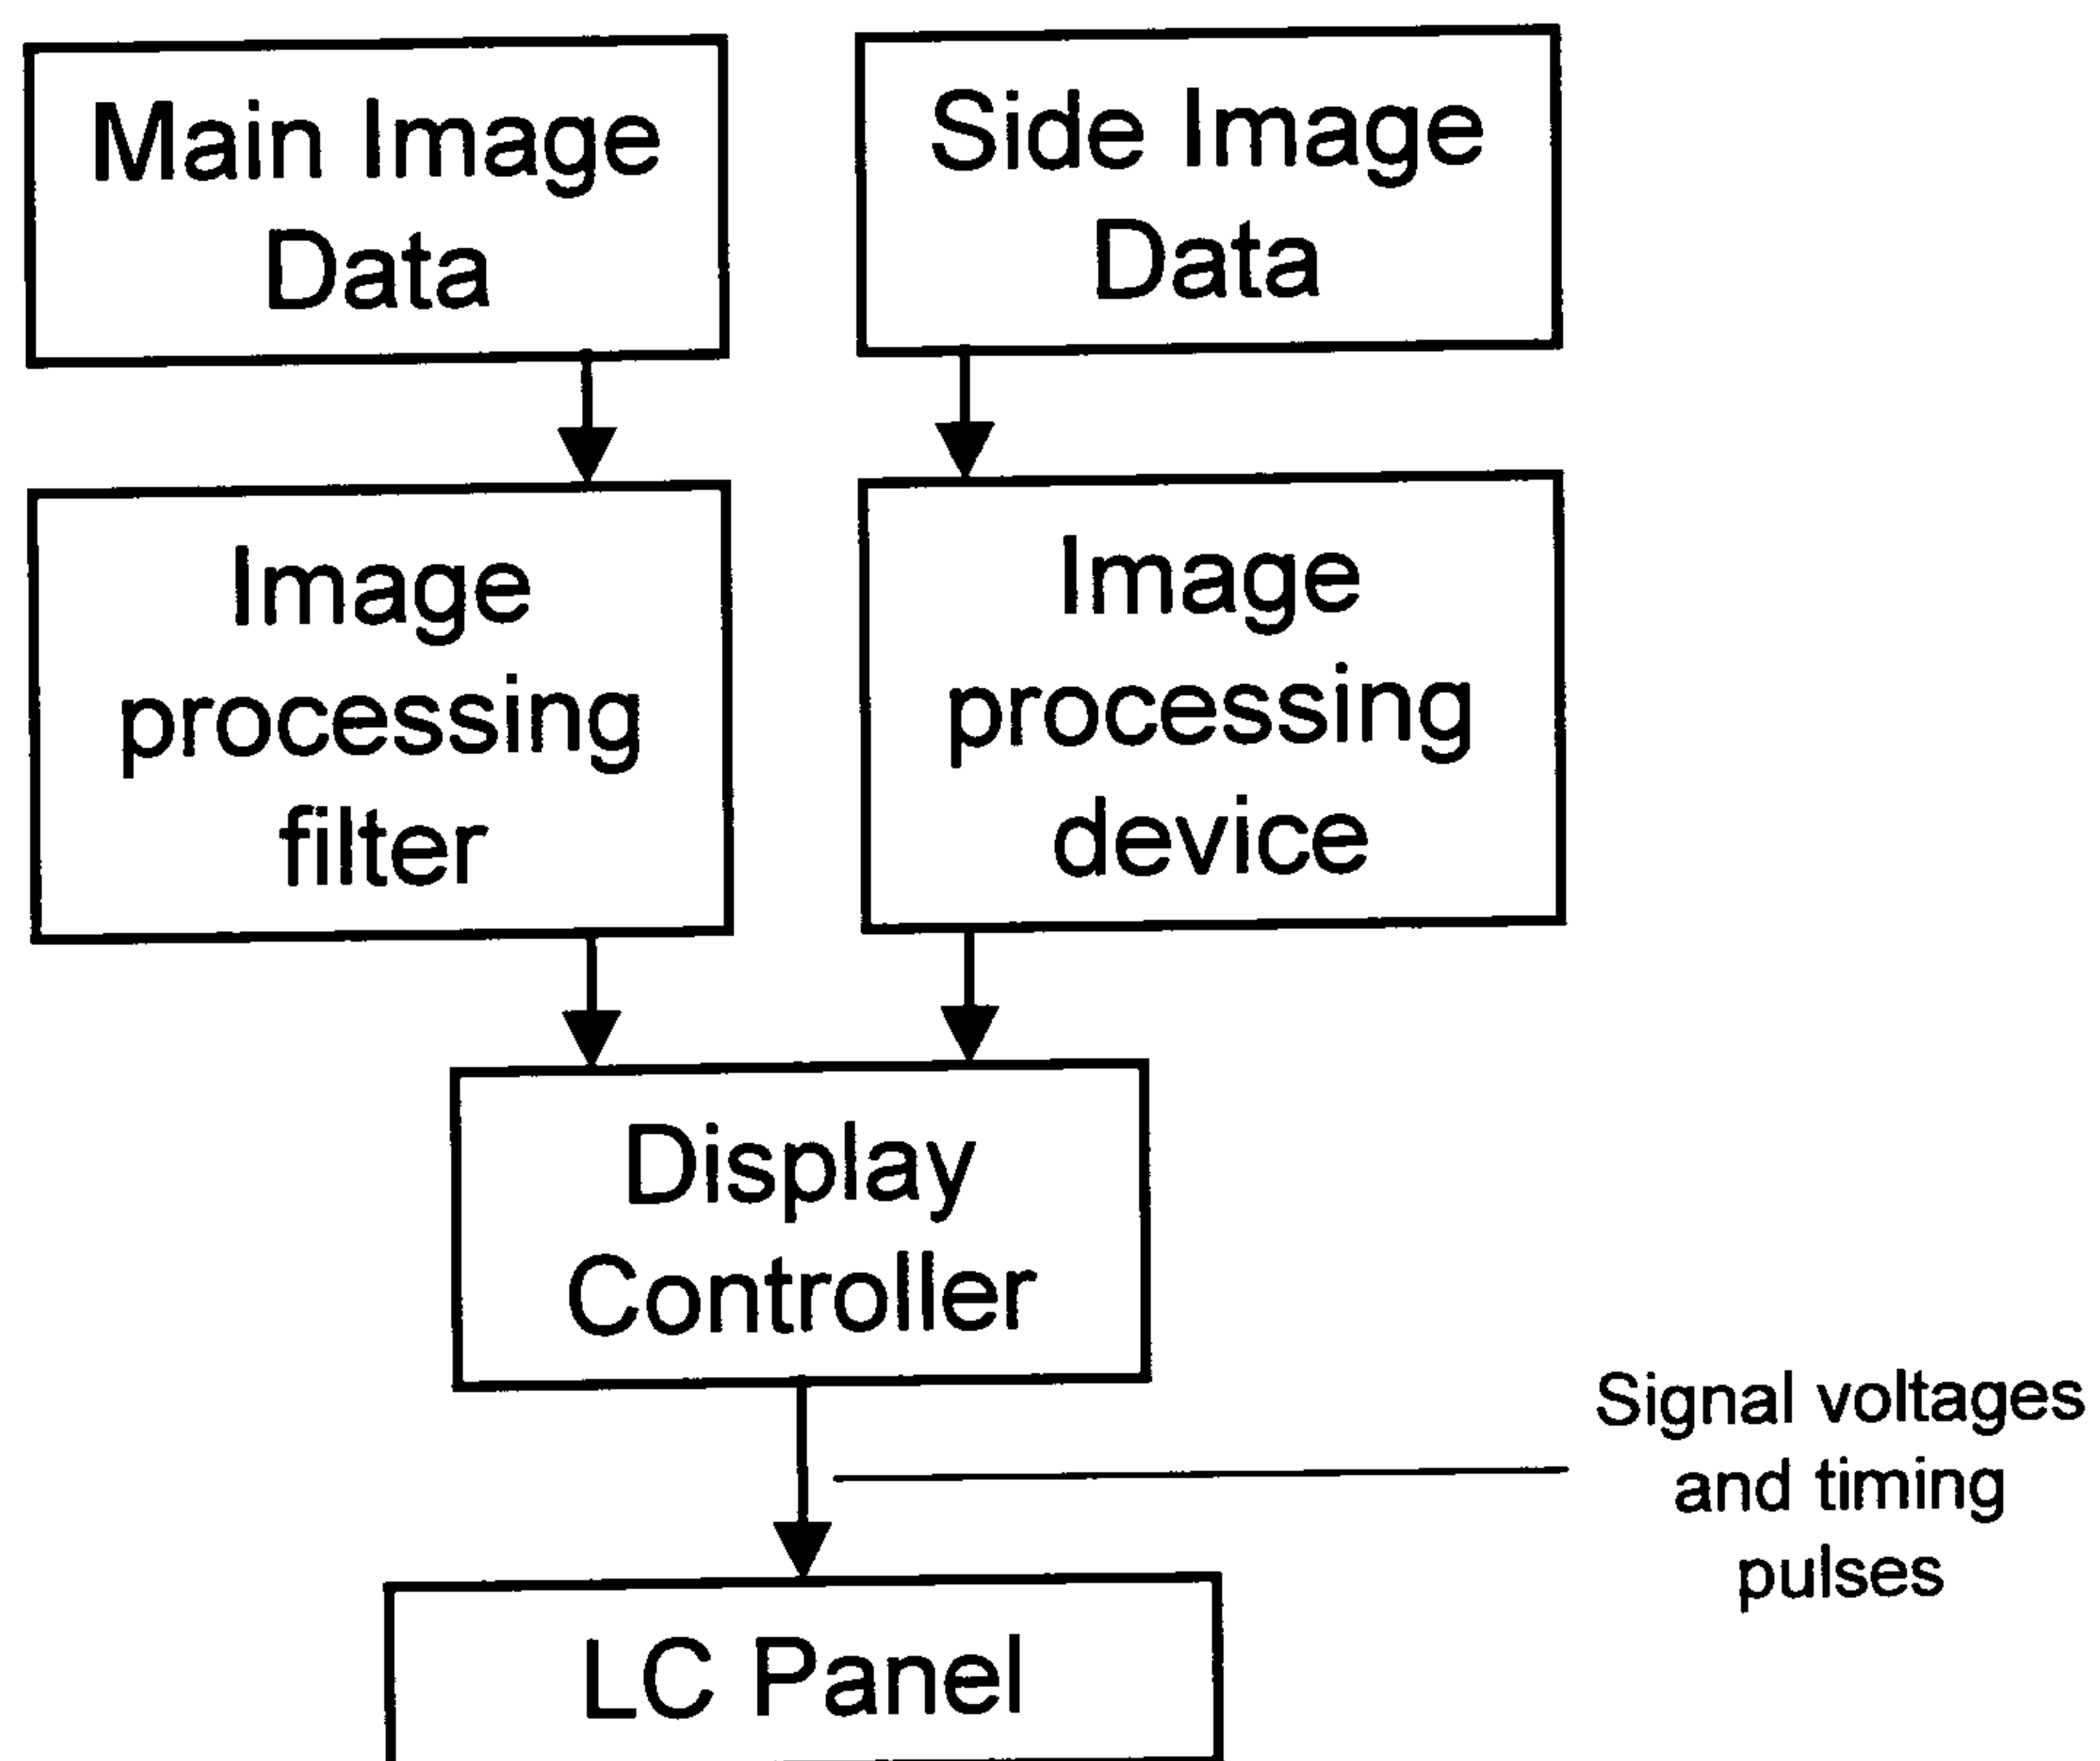 Main Image
Data
Side Image
Data
Image
processing
filter
Image
processing
device
Display
Controller
Signal voltages
and timing
pulses
LC Panel